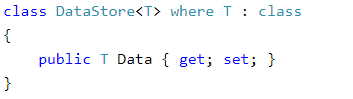 class DataStore<T> where T : class
{
    public T Data { get; set; }
}